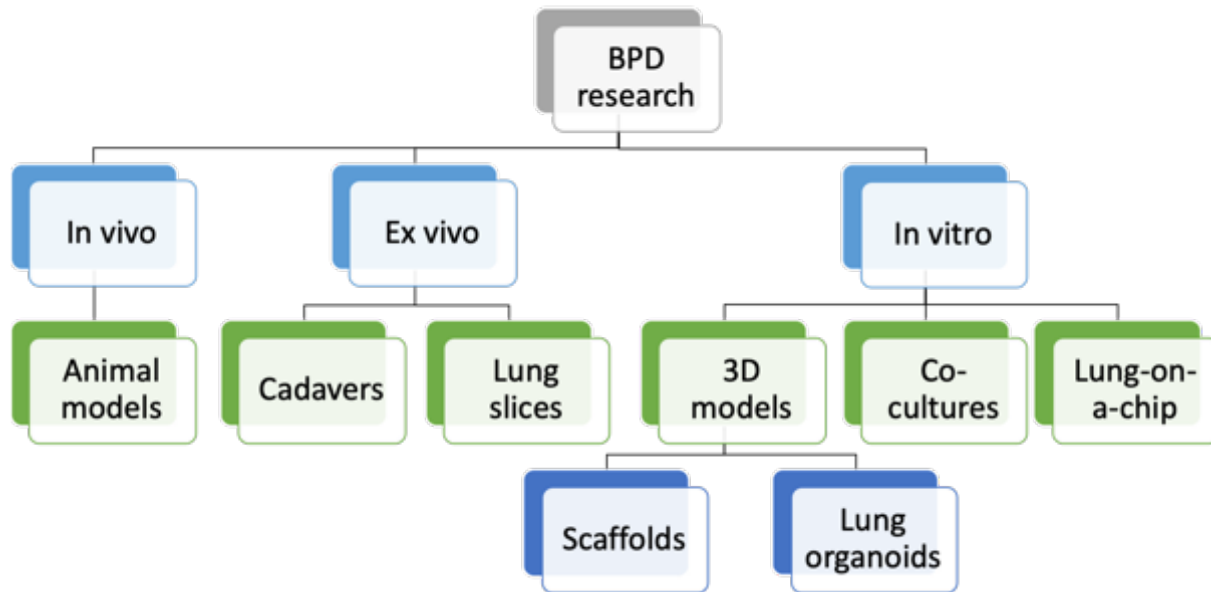 BPD
research
In vivo
Ex vivo
In vitro
Animal
models
Cadavers
Lung
slices
3D
models
Co-
cultures
Lung-on-
a-chip
Scaffolds
Lung
organoids